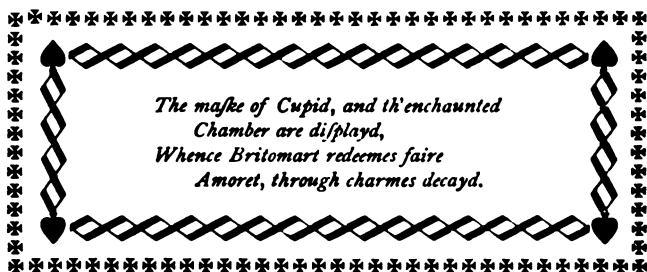 The maſke of Cupid, and th'enchaunted
Chamber are diſplayd,
Whence Britomart redeemes faire
Amoret, through charmes decayd.